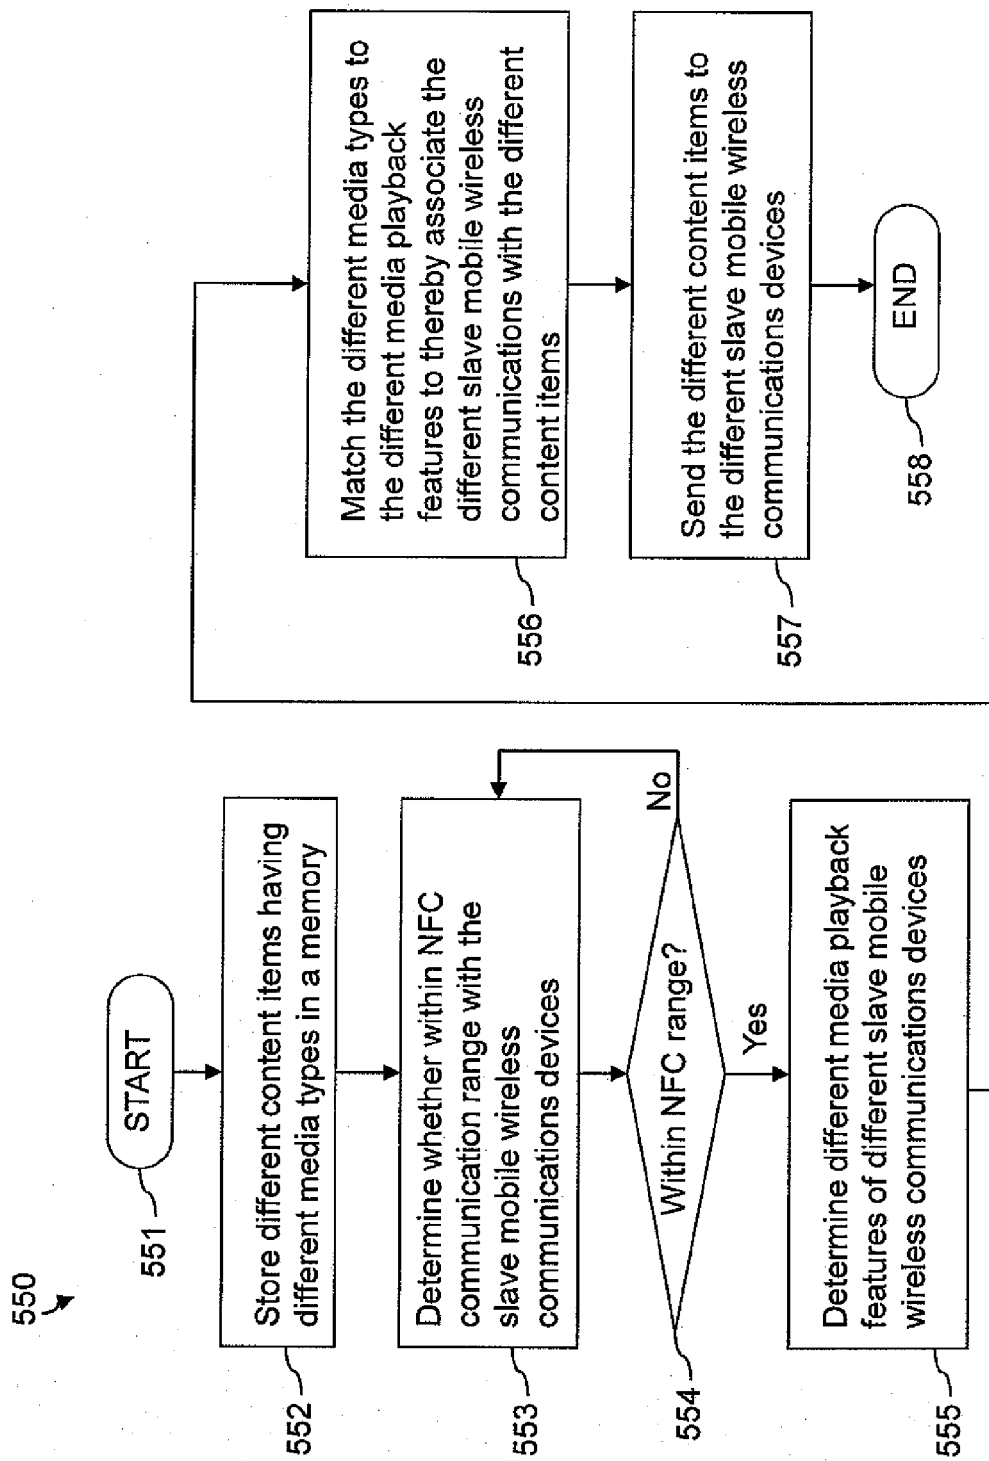 550
START
551
Store different content items having
different media types in a memory
552
Determine whether within NFC
communication range with the
slave mobile wireless
communications devices
553
Within NFC range?
No
554
Yes
Determine different media playback
features of different slave mobile
wireless communications devices
555
Match the different media types to
the different media playback
features to thereby associate the
different slave mobile wireless
communications with the different
content items
556
Send the different content items to
the different slave mobile wireless
communications devices
557
END
558